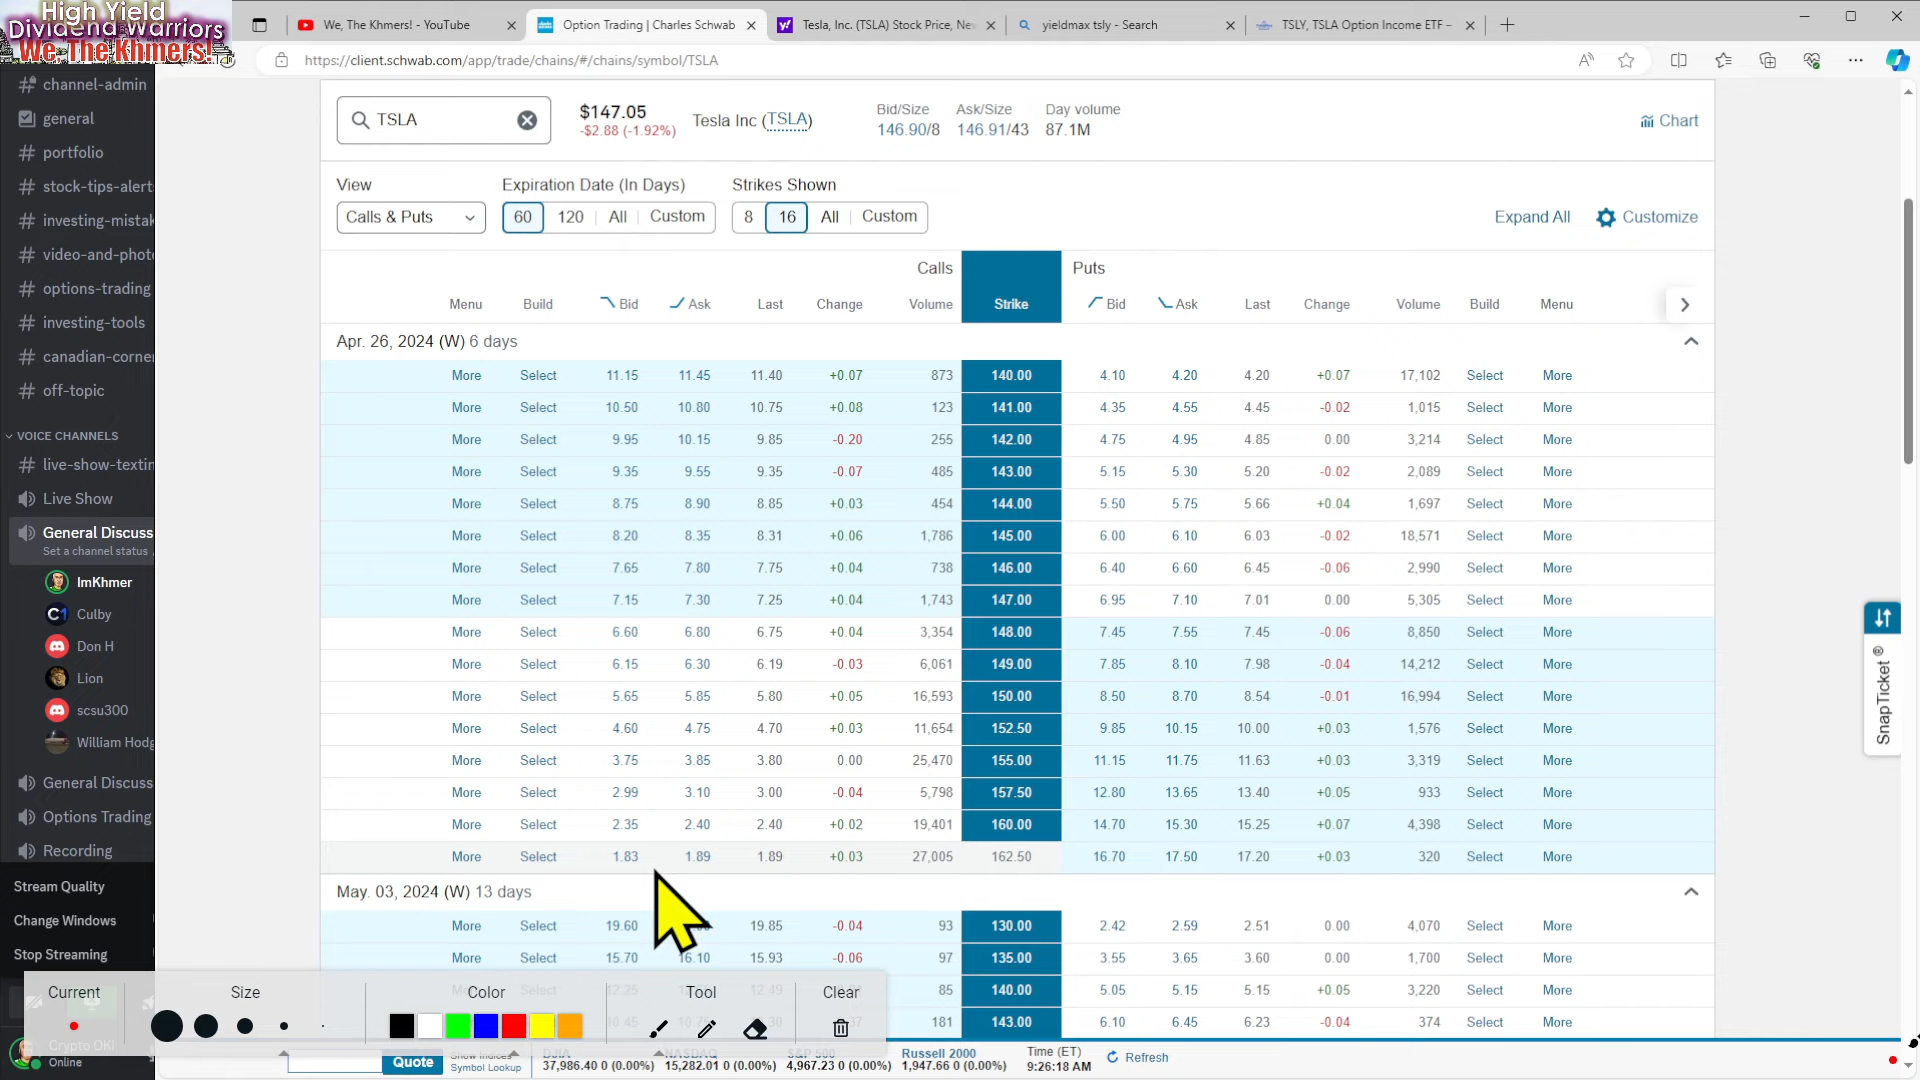 High Yield
Dividend Warriors
We, The Khmers!
We, The Khmers! - YouTube
Option Trading | Charles Schwab
Tesla, Inc. (TSLA) Stock Price, Nev
yieldmax tsly - Search
TSLY, TSLA Option Income ETF –
https://client.schwab.com/app/trade/chains/#/chains/symbol/TSLA
# channel-admin
general
# portfolio
# stock-tips-alert
# investing-mistak
# video-and-phot
# options-trading
# investing-tools
# canadian-corner
# off-topic
VOICE CHANNELS
# live-show-textin
Live Show
General Discuss
Set a channel status
ImKhmer
Culby
Don H
Lion
scsu300
William Hodg
General Discuss
Options Trading
Recording
Stream Quality
Change Windows
Stop Streaming
TSLA
$147.05
-$2.88 (-1.92%)
Tesla Inc (TSLA)
Bid/Size
146.90/8
Ask/Size
146.91/43
Day volume
87.1M
Chart
View
Expiration Date (In Days)
Strikes Shown
Calls & Puts
60 120 All Custom
8 16 All Custom
Expand All
Customize
Calls
Puts
Menu Build Bid Ask Last Change Volume Strike Bid Ask Last Change Volume Build Menu
Apr. 26, 2024 (W) 6 days
More Select 11.15 11.45 11.40 +0.07 873 140.00 4.10 4.20 4.20 +0.07 17,102 Select More
More Select 10.50 10.80 10.75 +0.08 123 141.00 4.35 4.55 4.45 -0.02 1,015 Select More
More Select 9.95 10.15 9.85 -0.20 255 142.00 4.75 4.95 4.85 0.00 3,214 Select More
More Select 9.35 9.55 9.35 -0.07 485 143.00 5.15 5.30 5.20 -0.02 2,089 Select More
More Select 8.75 8.90 8.85 +0.03 454 144.00 5.50 5.75 5.66 +0.04 1,697 Select More
More Select 8.20 8.35 8.31 +0.06 1,786 145.00 6.00 6.10 6.03 -0.02 18,571 Select More
More Select 7.65 7.80 7.75 +0.04 738 146.00 6.40 6.60 6.45 -0.06 2,990 Select More
More Select 7.15 7.30 7.25 +0.04 1,743 147.00 6.95 7.10 7.01 0.00 5,305 Select More
More Select 6.60 6.80 6.75 +0.04 3,354 148.00 7.45 7.55 7.45 -0.06 8,850 Select More
More Select 6.15 6.30 6.19 -0.03 6,061 149.00 7.85 8.10 7.98 -0.04 14,212 Select More
More Select 5.65 5.85 5.80 +0.05 16,593 150.00 8.50 8.70 8.54 -0.01 16,994 Select More
More Select 4.60 4.75 4.70 +0.03 11,654 152.50 9.85 10.15 10.00 +0.03 1,576 Select More
More Select 3.75 3.85 3.80 0.00 25,470 155.00 11.15 11.75 11.63 +0.03 3,319 Select More
More Select 2.99 3.10 3.00 -0.04 5,798 157.50 12.80 13.65 13.40 +0.05 933 Select More
More Select 2.35 2.40 2.40 +0.02 19,401 160.00 14.70 15.30 15.25 +0.07 4,398 Select More
More Select 1.83 1.89 1.89 +0.03 27,005 162.50 16.70 17.50 17.20 +0.03 320 Select More
May. 03, 2024 (W) 13 days
More Select 19.60 19.85 -0.04 93 130.00 2.42 2.59 2.51 0.00 4,070 Select More
More Select 15.70 16.10 15.93 -0.06 97 135.00 3.55 3.65 3.60 0.00 1,700 Select More
12.25 12.49 85 140.00 5.05 5.15 5.15 +0.05 3,220 Select More
10.45 181 143.00 6.10 6.45 6.23 -0.04 374 Select More
SnapTicket ®
Current
Size
Color
Tool
Clear
Crypto OKI
Online
Quote
Show Indices
Symbol Lookup
DJIA
37,986.40 0 (0.00%)
NASDAQ
15,282.01 0 (0.00%)
S&P 500
4,967.23 0 (0.00%)
Russell 2000
1,947.66 0 (0.00%)
Time (ET)
9:26:18 AM
Refresh